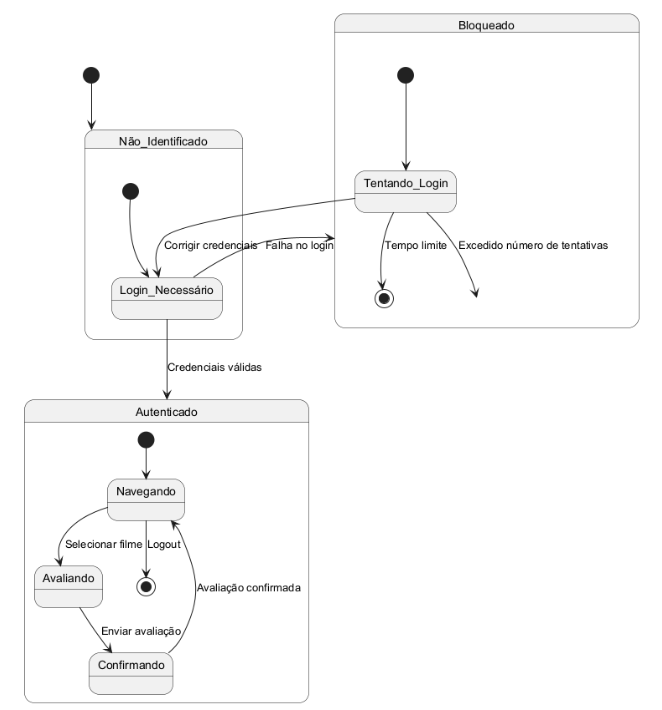 Bloqueado
Não_Identificado
Tentando_Login
Corrigir credenciais
Falha no login
Tempo limite
Excedido número de tentativas
Login_Necessário
Credenciais válidas
Autenticado
Navegando
Selecionar filme
Logout
Avaliando
Avaliação confirmada
Enviar avaliação
Confirmando